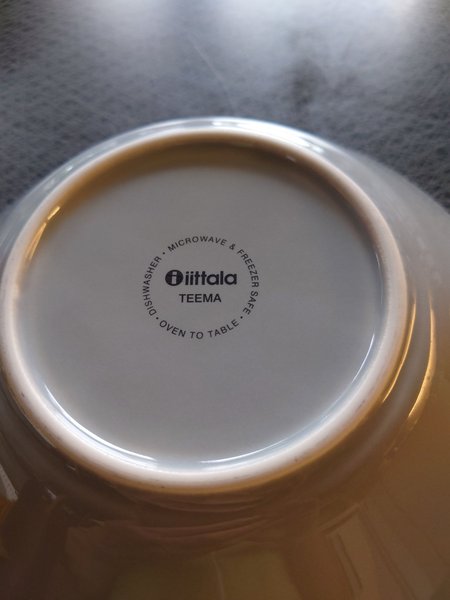 DISHWASHER • MICROWAVE & FREEZER SAFE • OVEN TO TABLE •
i iittala
TEEMA